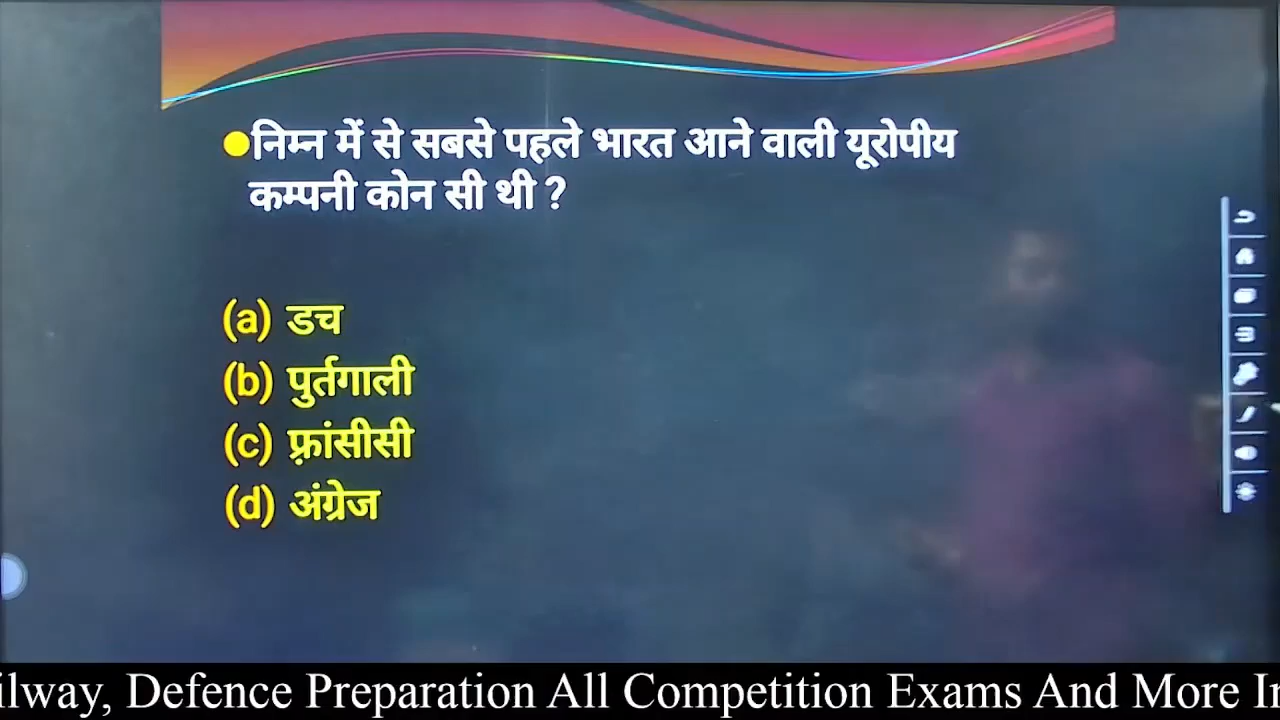 निम्न में से सबसे पहले भारत आने वाली यूरोपीय
कम्पनी कोन सी थी ?
(a) डच
(b) पुर्तगाली
(c) फ़्रांसीसी
(d) अंग्रेज
ilway, Defence Preparation All Competition Exams And More In